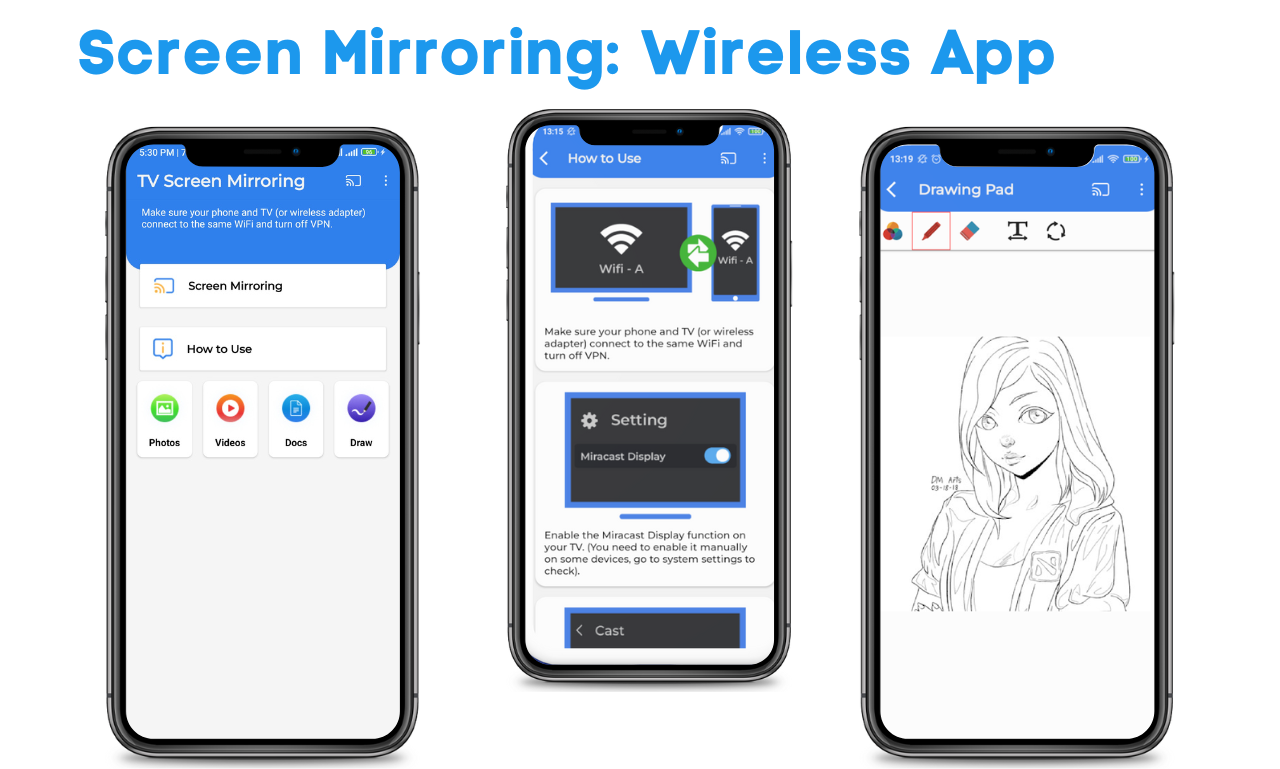 Screen Mirroring: Wireless App
5:30 PM | 7
96
TV Screen Mirroring
Make sure your phone and TV (or wireless adapter)
connect to the same WiFi and turn off VPN.
Screen Mirroring
How to Use
Photos
Videos
Docs
Draw
13:15
100
How to Use
Wifi - A
Wifi - A
Make sure your phone and TV (or wireless
adapter) connect to the same WiFi and
turn off VPN.
Setting
Miracast Display
Enable the Miracast Display function on
your TV. (You need to enable it manually
on some devices, go to system settings to
check).
Cast
13:19
100
Drawing Pad
T
DM Arts
03-18-18